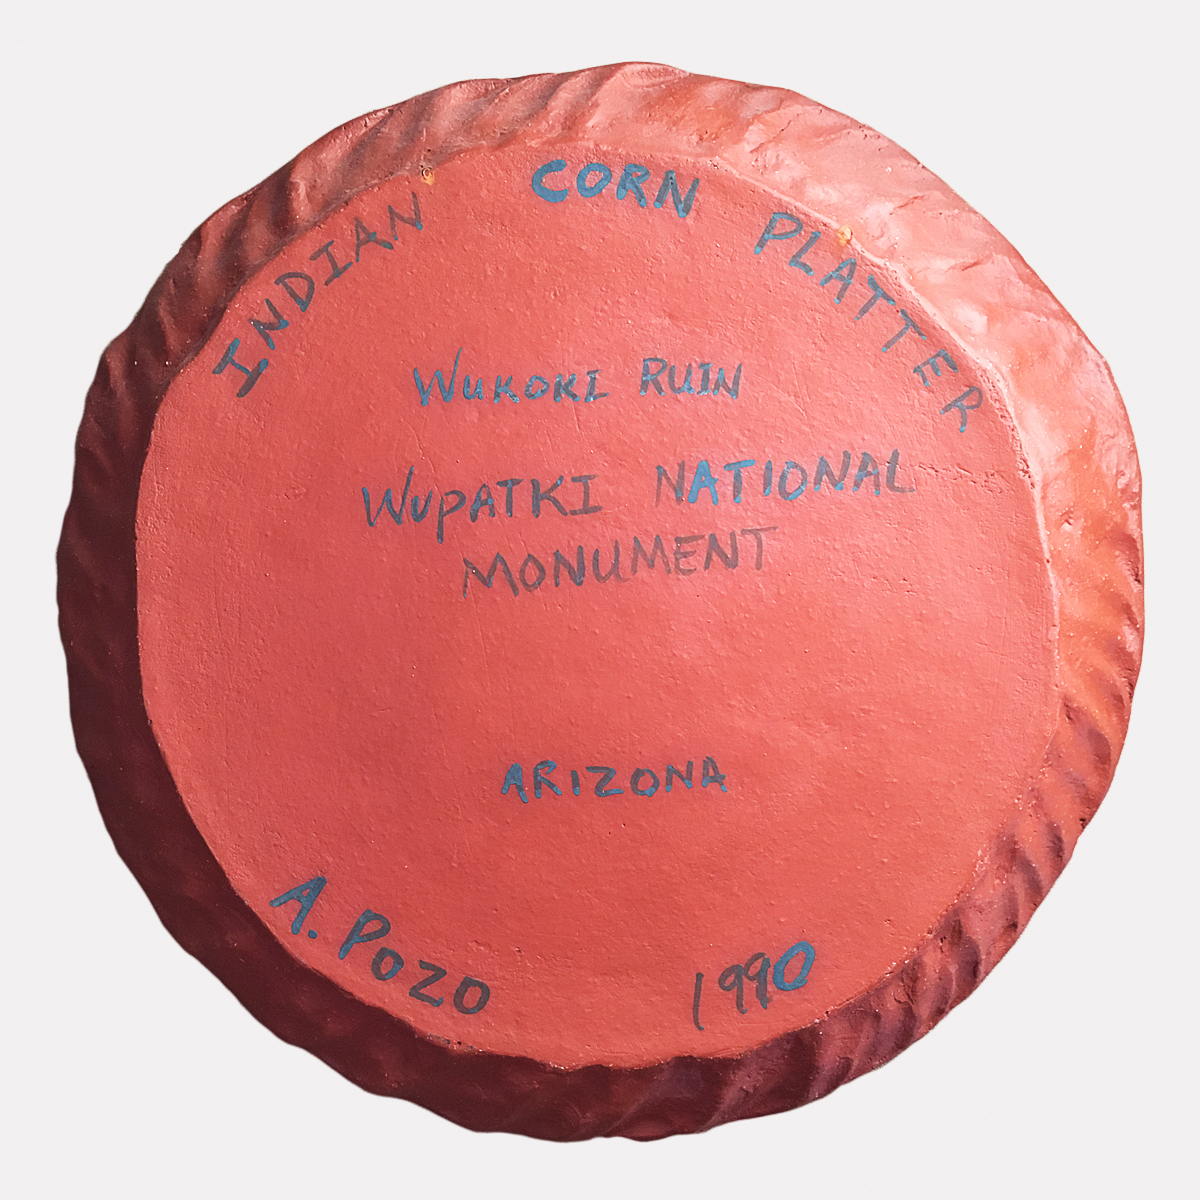 INDIAN CORN PLATTER
WUKOKI RUIN
WUPATKI NATIONAL
MONUMENT
ARIZONA
A. POZO 1990